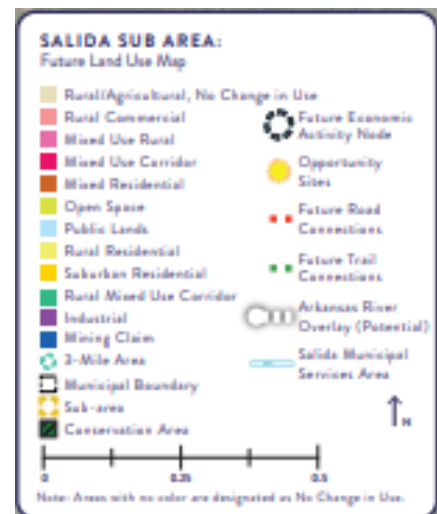 SALIDA SUB AREA:
Future Land Use Map
Rural/Agricultural, No Change in Use
Rural Commercial
Mixed Use Rural
Mixed Use Corridor
Mixed Residential
Open Space
Public Lands
Rural Residential
Suburban Residential
Rural Mixed Use Corridor
Industrial
Mining Claim
3-Mile Area
Municipal Boundary
Sub-area
Conservation Area
Future Economic
Activity Node
Opportunity
Sites
Future Road
Connections
Future Trail
Connections
Arkansas River
Overlay (Potential)
Salida Municipal
Services Area
N
0 0.25 0.5
Note: Areas with no color are designated as No Change in Use.